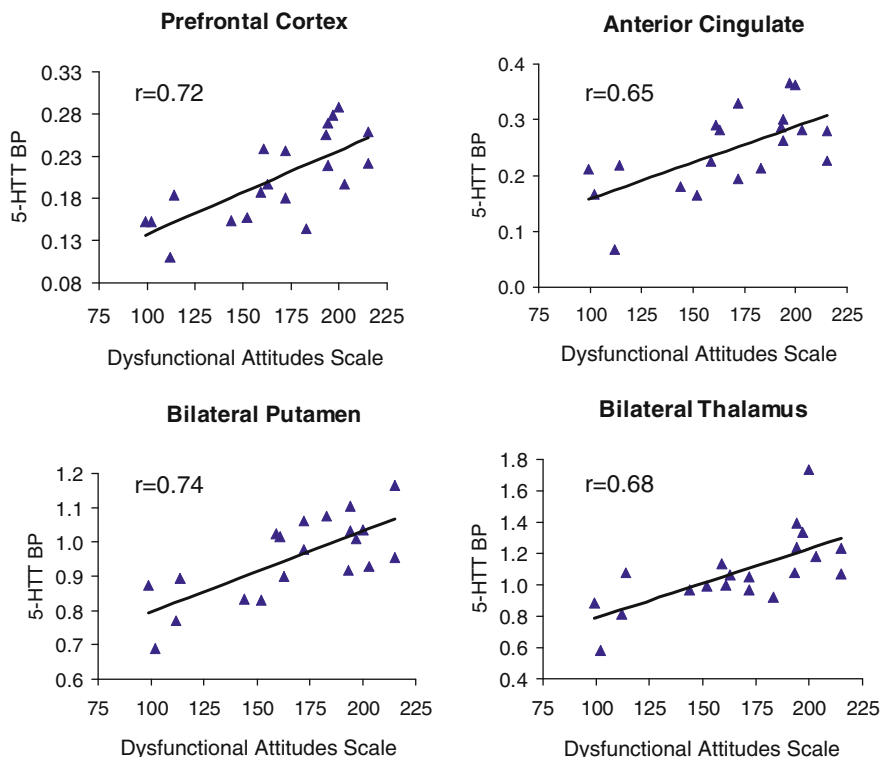 Prefrontal Cortex
r=0.72
5-HTT BP
0.33
0.28
0.23
0.18
0.13
0.08
75 100 125 150 175 200 225
Dysfunctional Attitudes Scale
Anterior Cingulate
r=0.65
5-HTT BP
0.4
0.3
0.2
0.1
0.0
75 100 125 150 175 200 225
Dysfunctional Attitudes Scale
Bilateral Putamen
r=0.74
5-HTT BP
1.2
1.1
1.0
0.9
0.8
0.7
0.6
75 100 125 150 175 200 225
Dysfunctional Attitudes Scale
Bilateral Thalamus
r=0.68
5-HTT BP
1.8
1.6
1.4
1.2
1.0
0.8
0.6
0.4
75 100 125 150 175 200 225
Dysfunctional Attitudes Scale